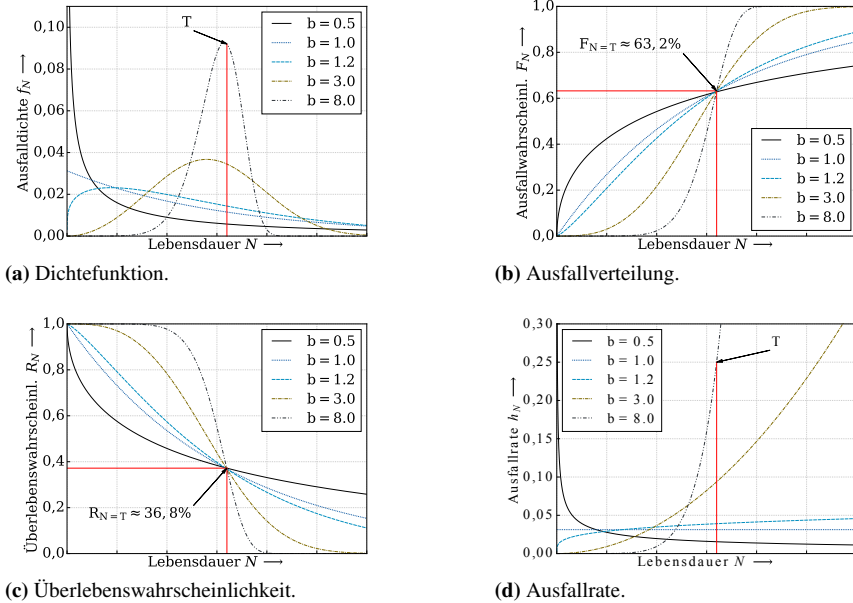 0,10
0,08
0,06
0,04
0,02
0,00
Ausfalldichte f_N ⟶
T
b = 0.5
b = 1.0
b = 1.2
b = 3.0
b = 8.0
Lebensdauer N ⟶
(a) Dichtefunktion.
1,0
0,8
0,6
0,4
0,2
0,0
Ausfallwahrscheinl. F_N ⟶
F_N=T ≈ 63, 2%
b = 0.5
b = 1.0
b = 1.2
b = 3.0
b = 8.0
Lebensdauer N ⟶
(b) Ausfallverteilung.
1,0
0,8
0,6
0,4
0,2
0,0
Überlebenswahrscheinl. R_N ⟶
R_N=T ≈ 36, 8%
b = 0.5
b = 1.0
b = 1.2
b = 3.0
b = 8.0
Lebensdauer N ⟶
(c) Überlebenswahrscheinlichkeit.
0,30
0,25
0,20
0,15
0,10
0,05
0,00
Ausfallrate h_N ⟶
b = 0.5
b = 1.0
b = 1.2
b = 3.0
b = 8.0
T
Lebensdauer N ⟶
(d) Ausfallrate.